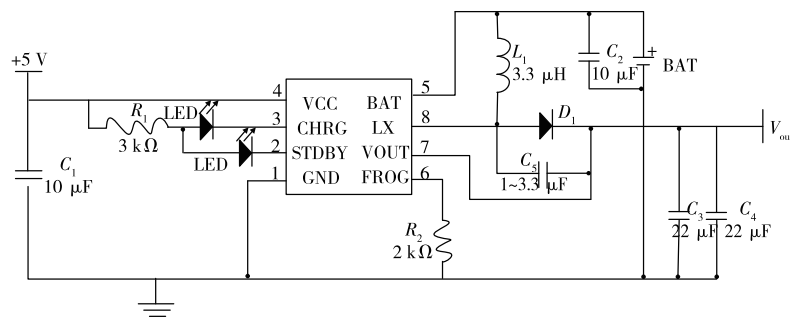 +5 V
R1
3 kΩ
LED
LED
C1
10 μF
4
3
2
1
VCC
CHRG
STDBY
GND
BAT
LX
VOUT
FROG
5
8
7
6
L1
3.3 μH
C2
10 μF
+
BAT
D1
C5
1~3.3 μF
R2
2 kΩ
C3
22 μF
C4
22 μF
Vou